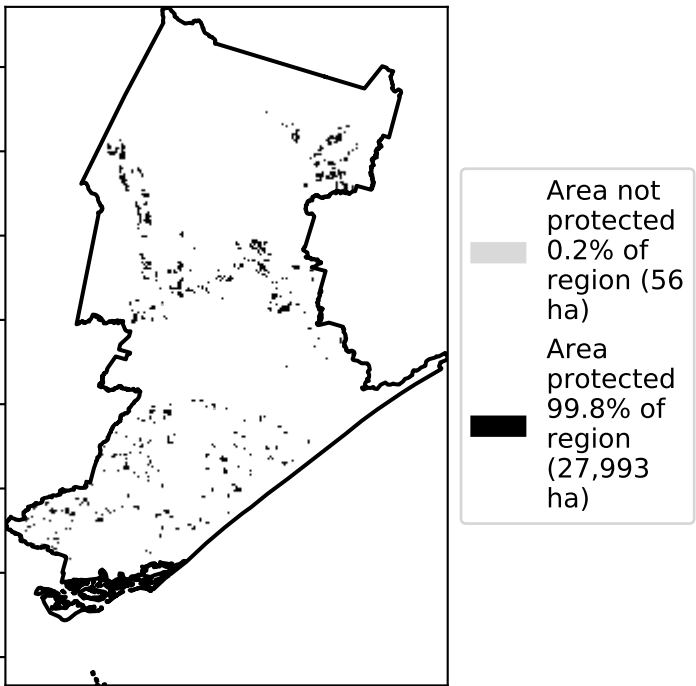 Area not
protected
0.2% of
region (56
ha)
Area
protected
99.8% of
region
(27,993
ha)